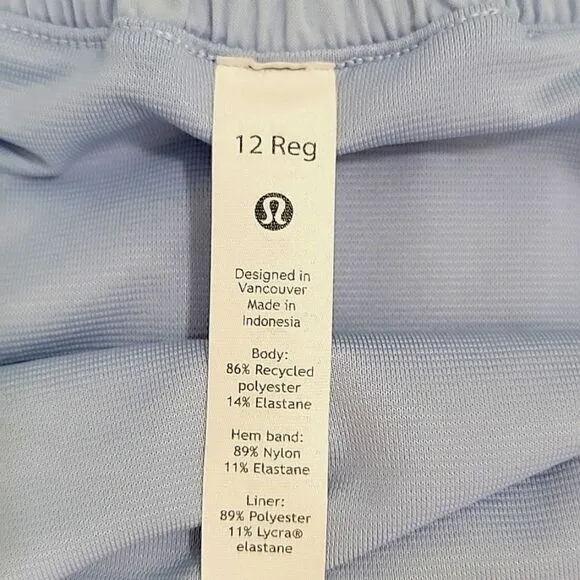 12 Reg
Designed in
Vancouver
Made in
Indonesia
Body:
86% Recycled
polyester
14% Elastane
Hem band:
89% Nylon
11% Elastane
Liner:
89% Polyester
11% Lycra®
elastane